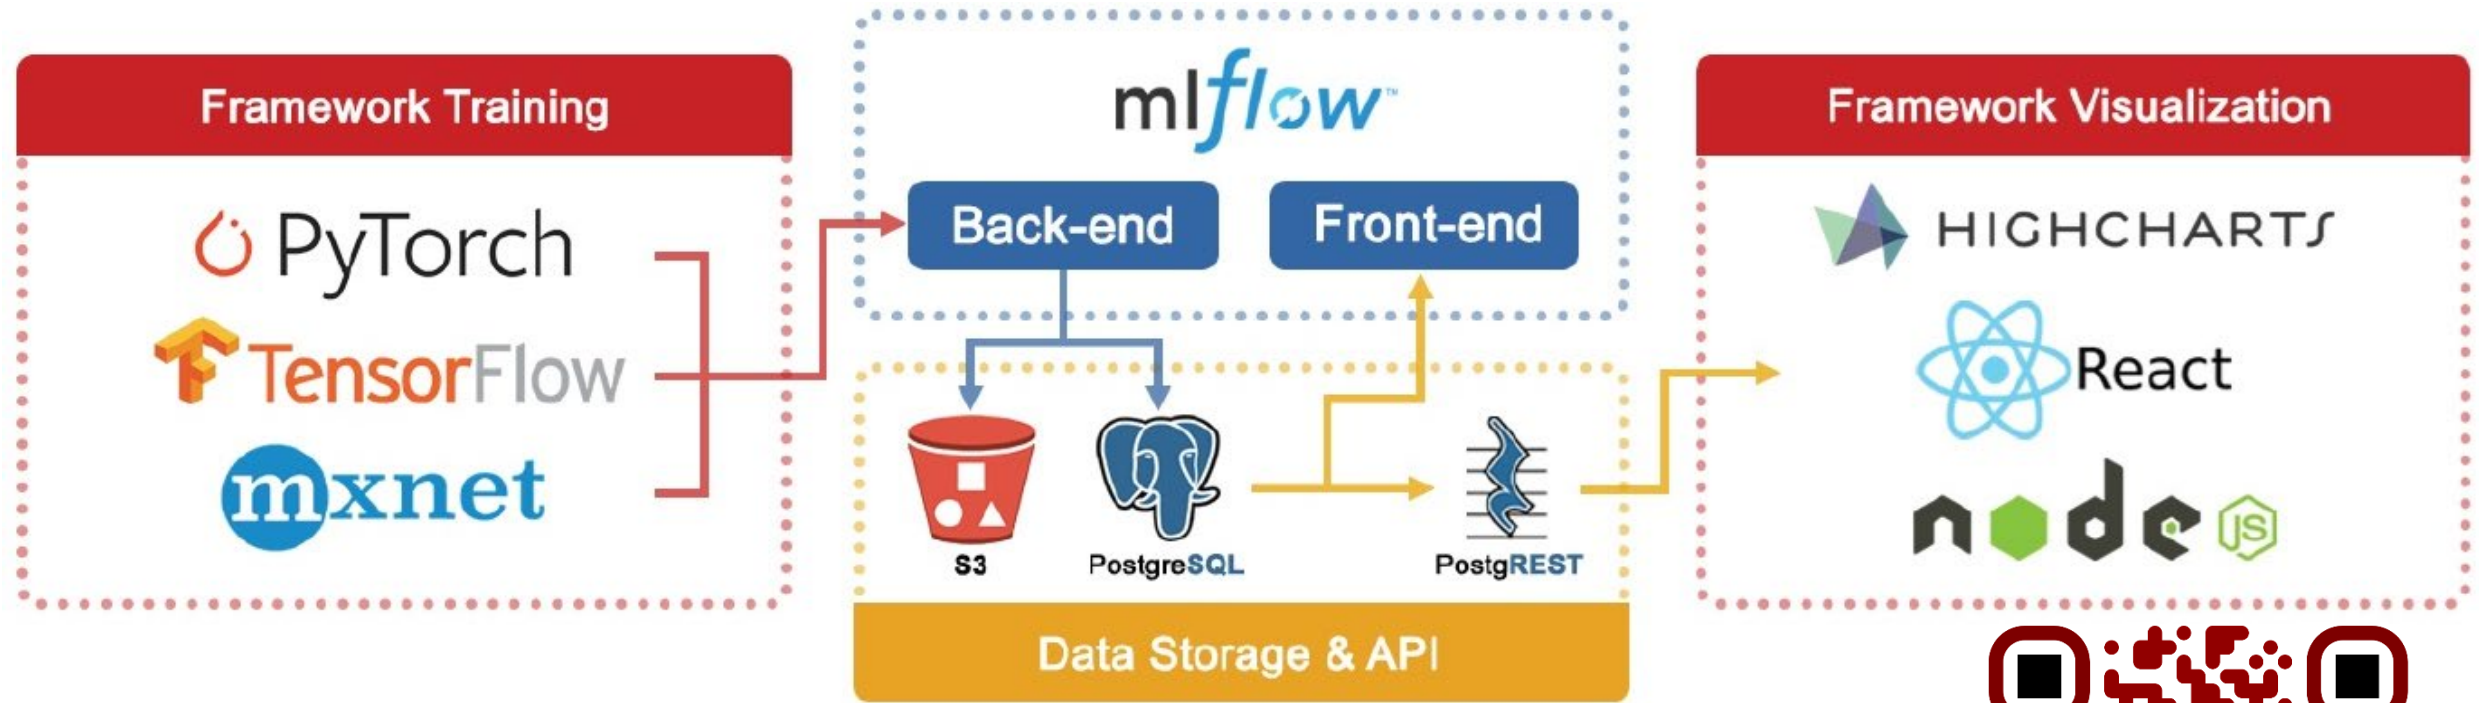 Framework Training
PyTorch
TensorFlow
mxnet
mlflow™
Back-end
Front-end
S3
PostgreSQL
PostgREST
Data Storage & API
Framework Visualization
HIGHCHARTS
React
node
JS